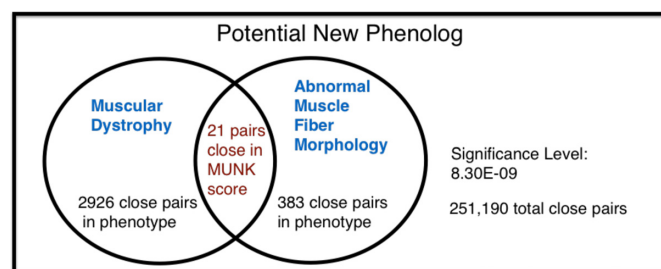 Potential New Phenolog
Muscular
Dystrophy
2926 close pairs
in phenotype
21 pairs
close in
MUNK
score
Abnormal
Muscle
Fiber
Morphology
383 close pairs
in phenotype
Significance Level:
8.30E-09
251,190 total close pairs